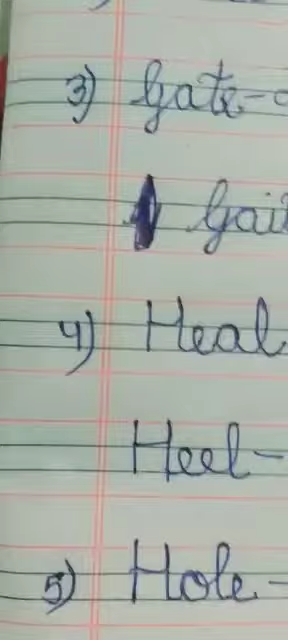 3) Gate-
Gai
4) Heal
Heel-
5) Hole-